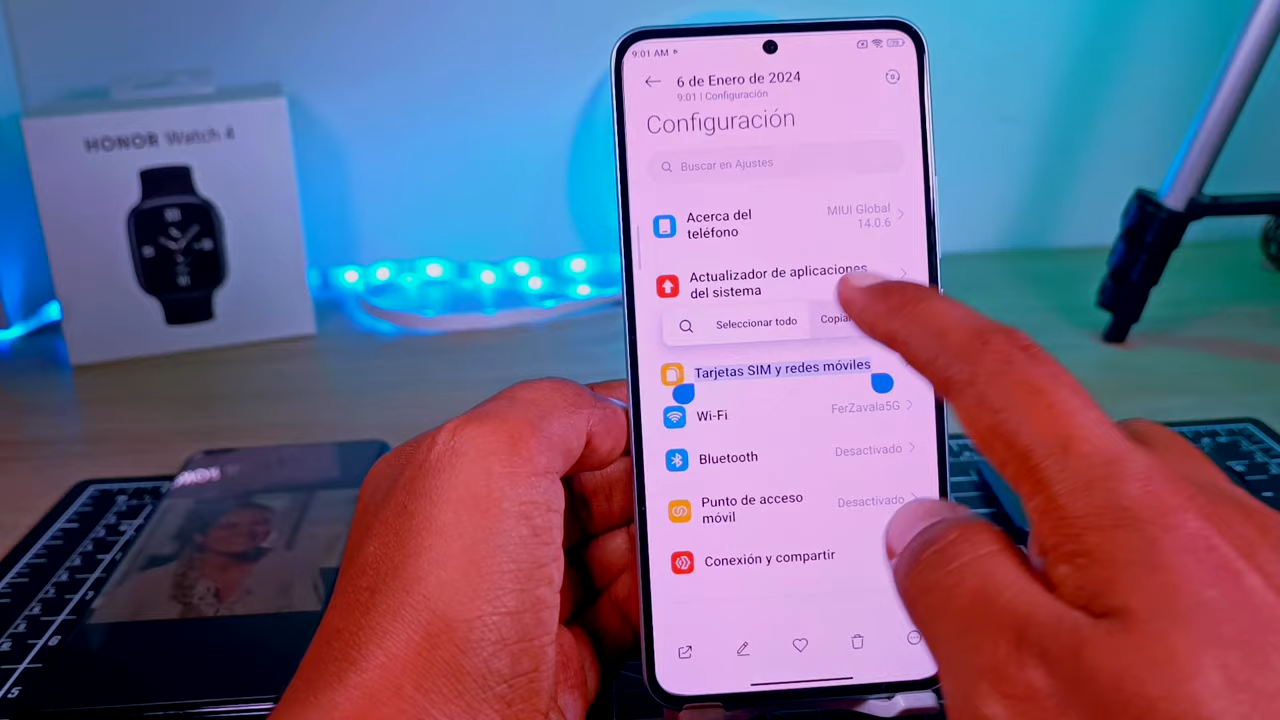 HONOR Watch 4
9:01 AM
6 de Enero de 2024
9:01 | Configuración
Configuración
Buscar en Ajustes
Acerca del
teléfono
MIUI Global
14.0.6
Actualizador de aplicaciones
del sistema
Seleccionar todo
Copiar
Tarjetas SIM y redes móviles
Wi-Fi
FerZavala5G
Bluetooth
Desactivado
Punto de acceso
móvil
Desactivado
Conexión y compartir